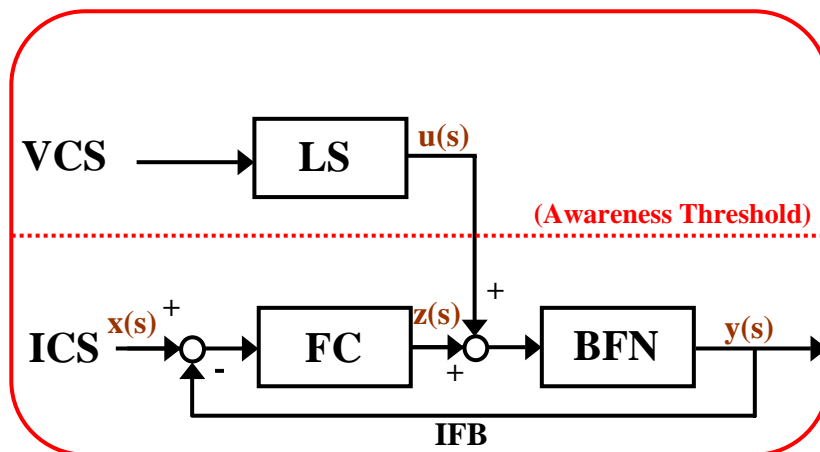 VCS
LS
u(s)
(Awareness Threshold)
+
ICS
x(s)
+
-
FC
z(s)
+
BFN
y(s)
IFB